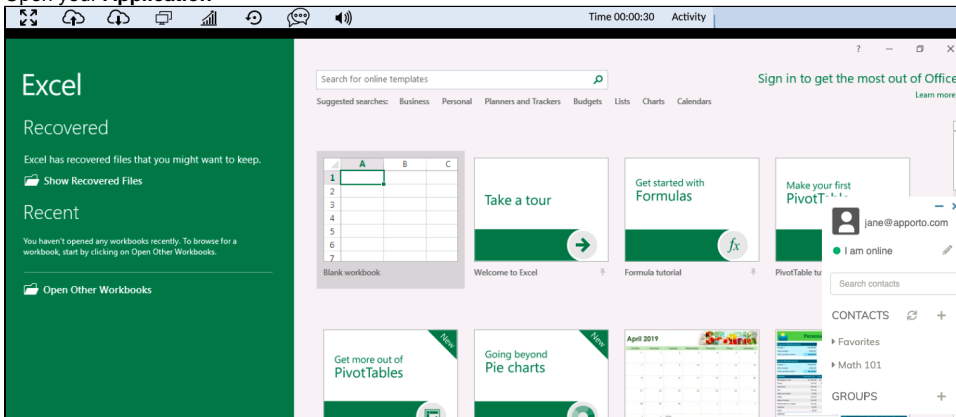 Open your Application
Time 00:00:30 Activity
? 
Excel
Recovered
Excel has recovered files that you might want to keep.
Show Recovered Files
Recent
You haven't opened any workbooks recently. To browse for a
workbook, start by clicking on Open Other Workbooks.
Open Other Workbooks
Search for online templates
Suggested searches: Business Personal Planners and Trackers Budgets Lists Charts Calendars
Sign in to get the most out of Office
Learn more
A B C
1
2
3
4
5
6
7
Blank workbook
Take a tour
Welcome to Excel
Get started with
Formulas
fx
Formula tutorial
Make your first
PivotTable
PivotTable tu
Get more out of
PivotTables
New
Going beyond
Pie charts
New
April 2019
jane@apporto.com
I am online
Search contacts
CONTACTS
Favorites
Math 101
GROUPS